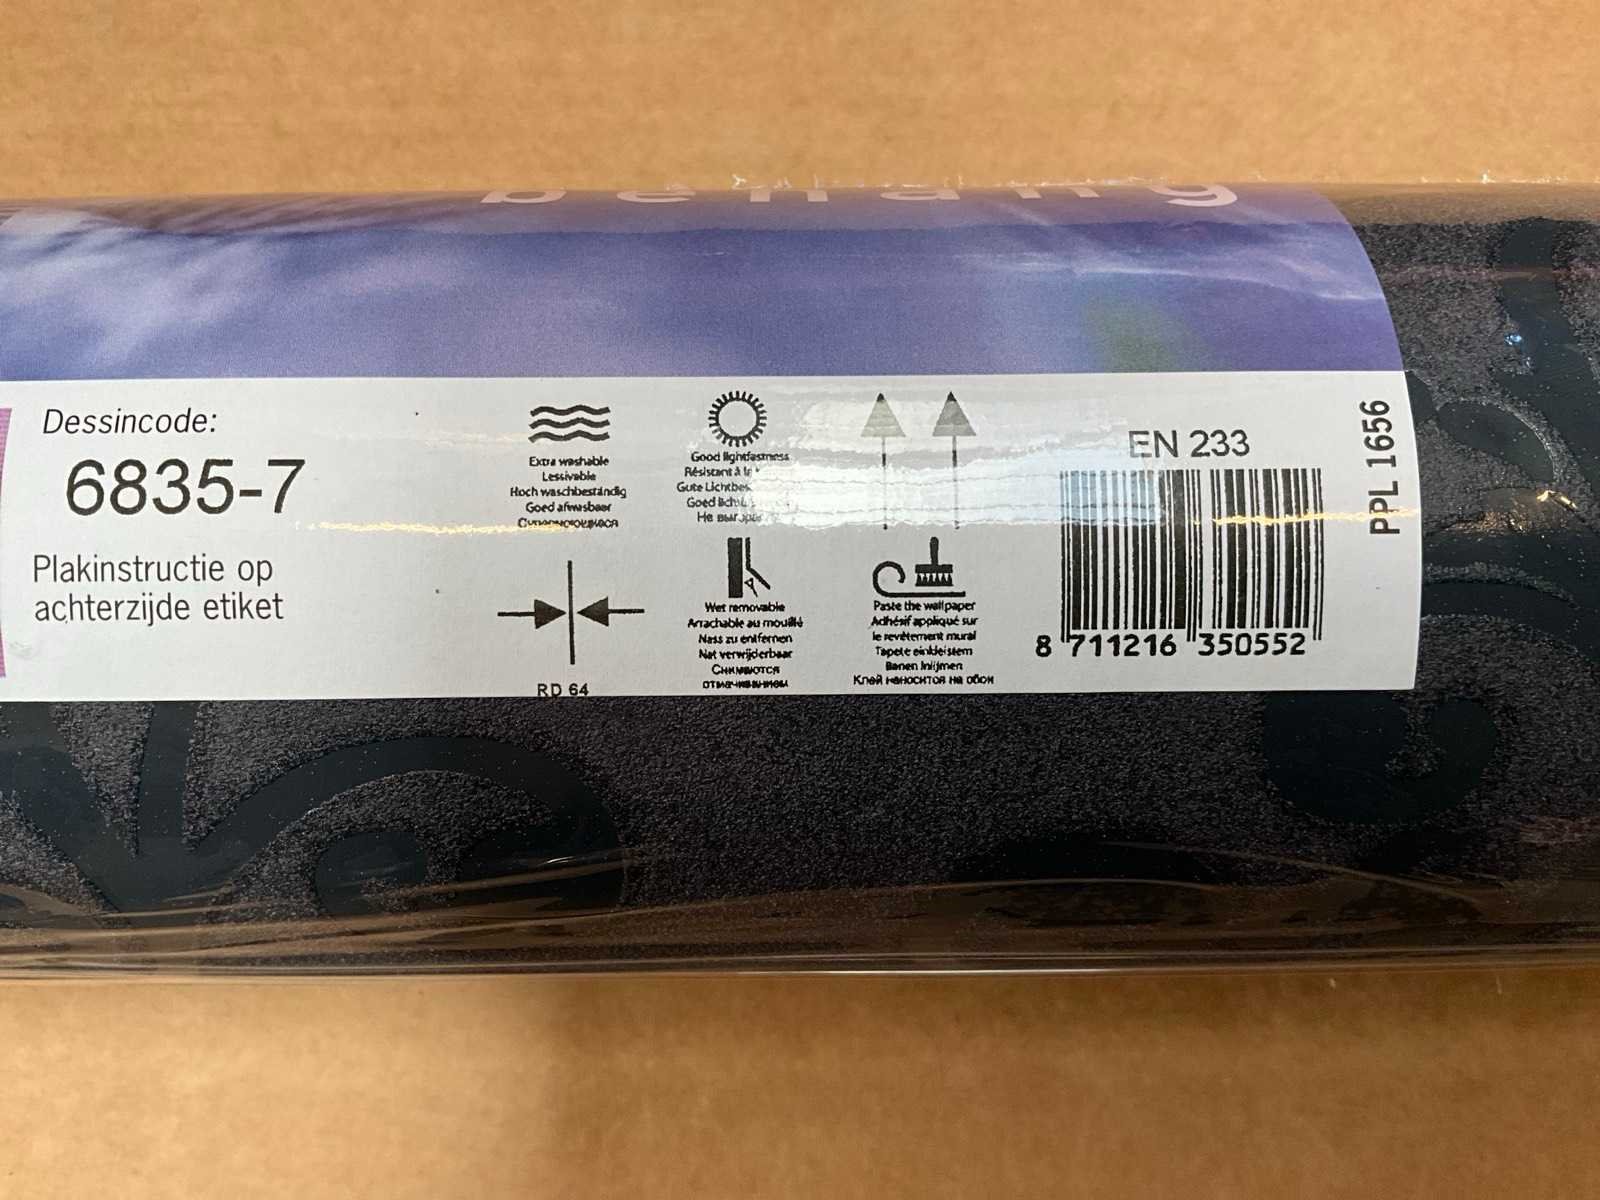 behang
Dessincode:
6835-7
Plakinstructie op
achterzijde etiket
Extra washable
Lessivable
Hoch waschbeständig
Goed afwasbaar
RD 64
Good lightfastness
Résistant à
Gute
Goed
Не
Wet removable
Arrachable au mouillé
Nass zu entfernen
Nat verwijderbaar
Снимаются
Paste the wallpaper
Adhésif appliqué sur
le revêtement mural
Tapete einkleistern
Banen inlijmen
Клей наносится на обои
EN 233
8 711216 350552
PPL 1656